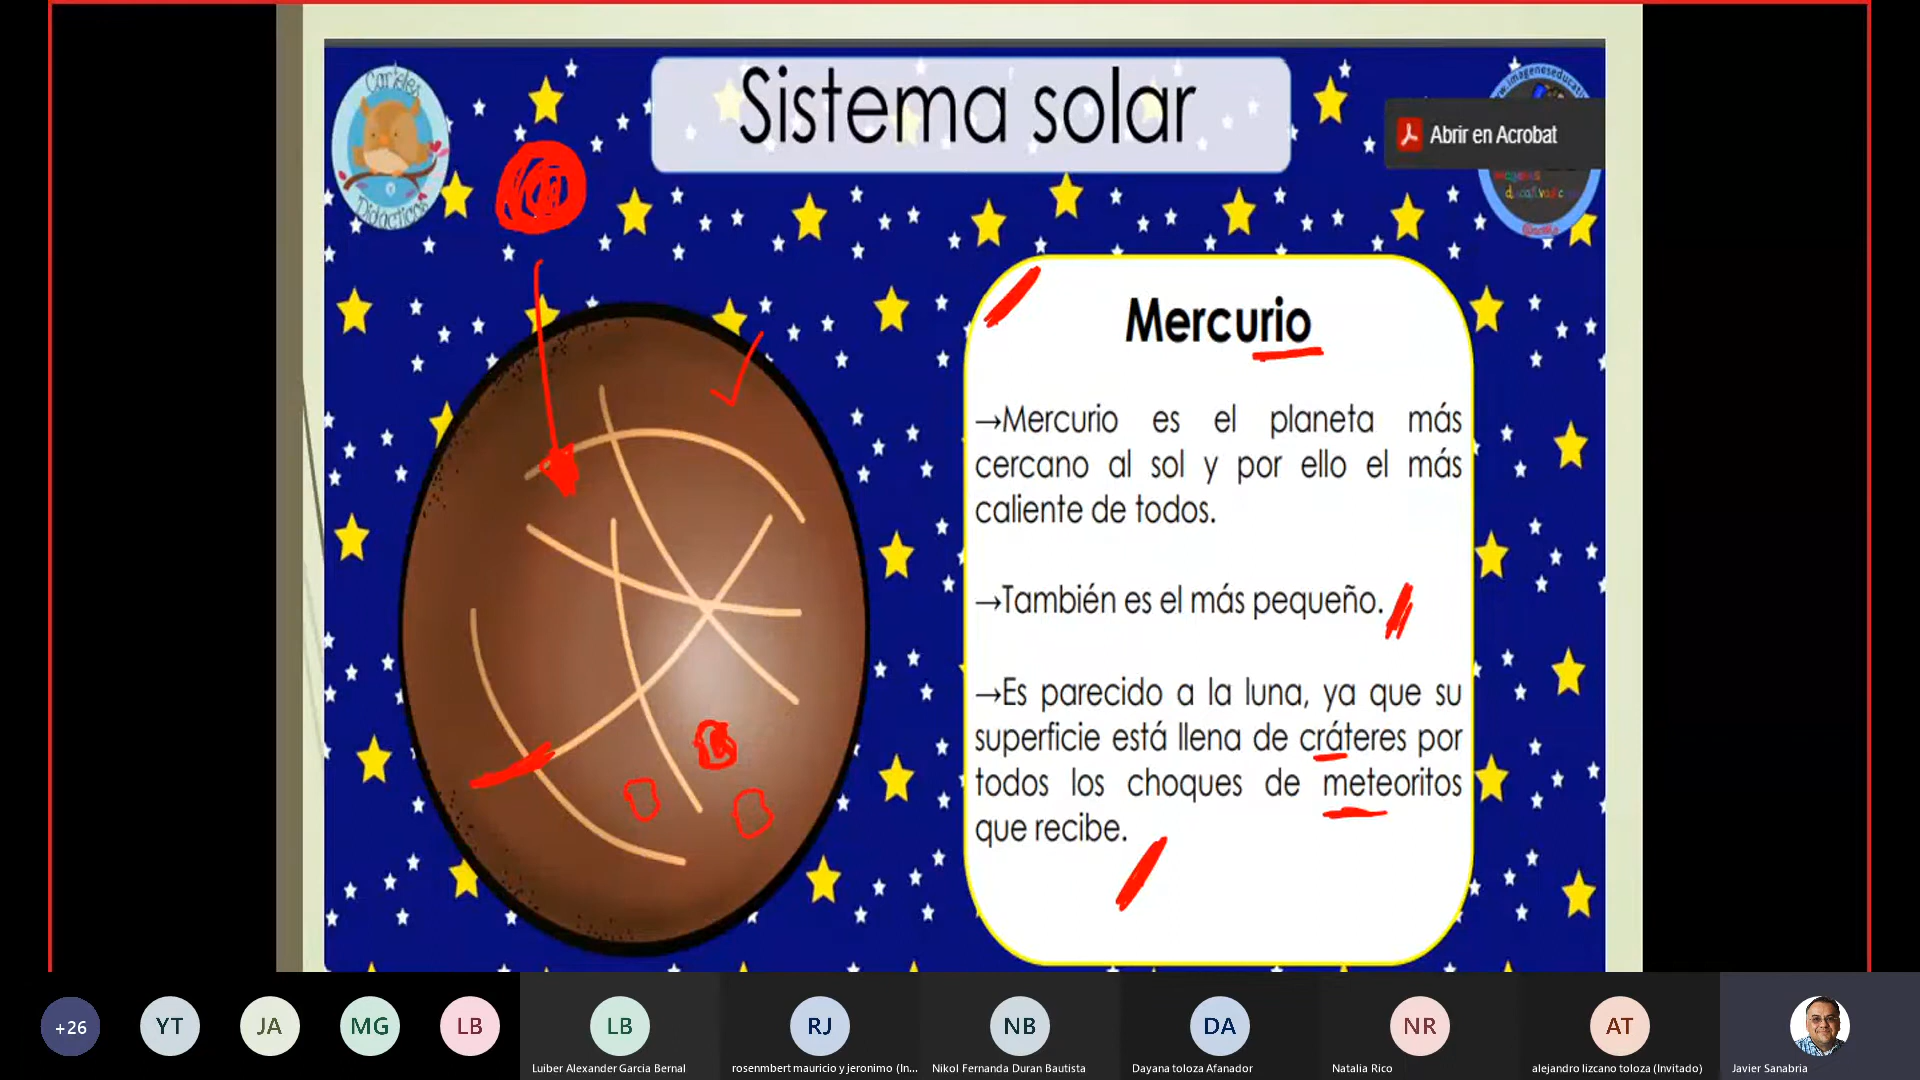 Sistema solar
Carteles
Didacticos
Abrir en Acrobat
Mercurio
→Mercurio es el planeta más
cercano al sol y por ello el más
caliente de todos.
→También es el más pequeño.
→Es parecido a la luna, ya que su
superficie está llena de cráteres por
todos los choques de meteoritos
que recibe.
+26
YT
JA
MG
LB
LB
RJ
NB
DA
NR
AT
Luiber Alexander Garcia Bernal
rosenmbert mauricio y jeronimo (In...
Nikol Fernanda Duran Bautista
Dayana toloza Afanador
Natalia Rico
alejandro lizcano toloza (Invitado)
Javier Sanabria